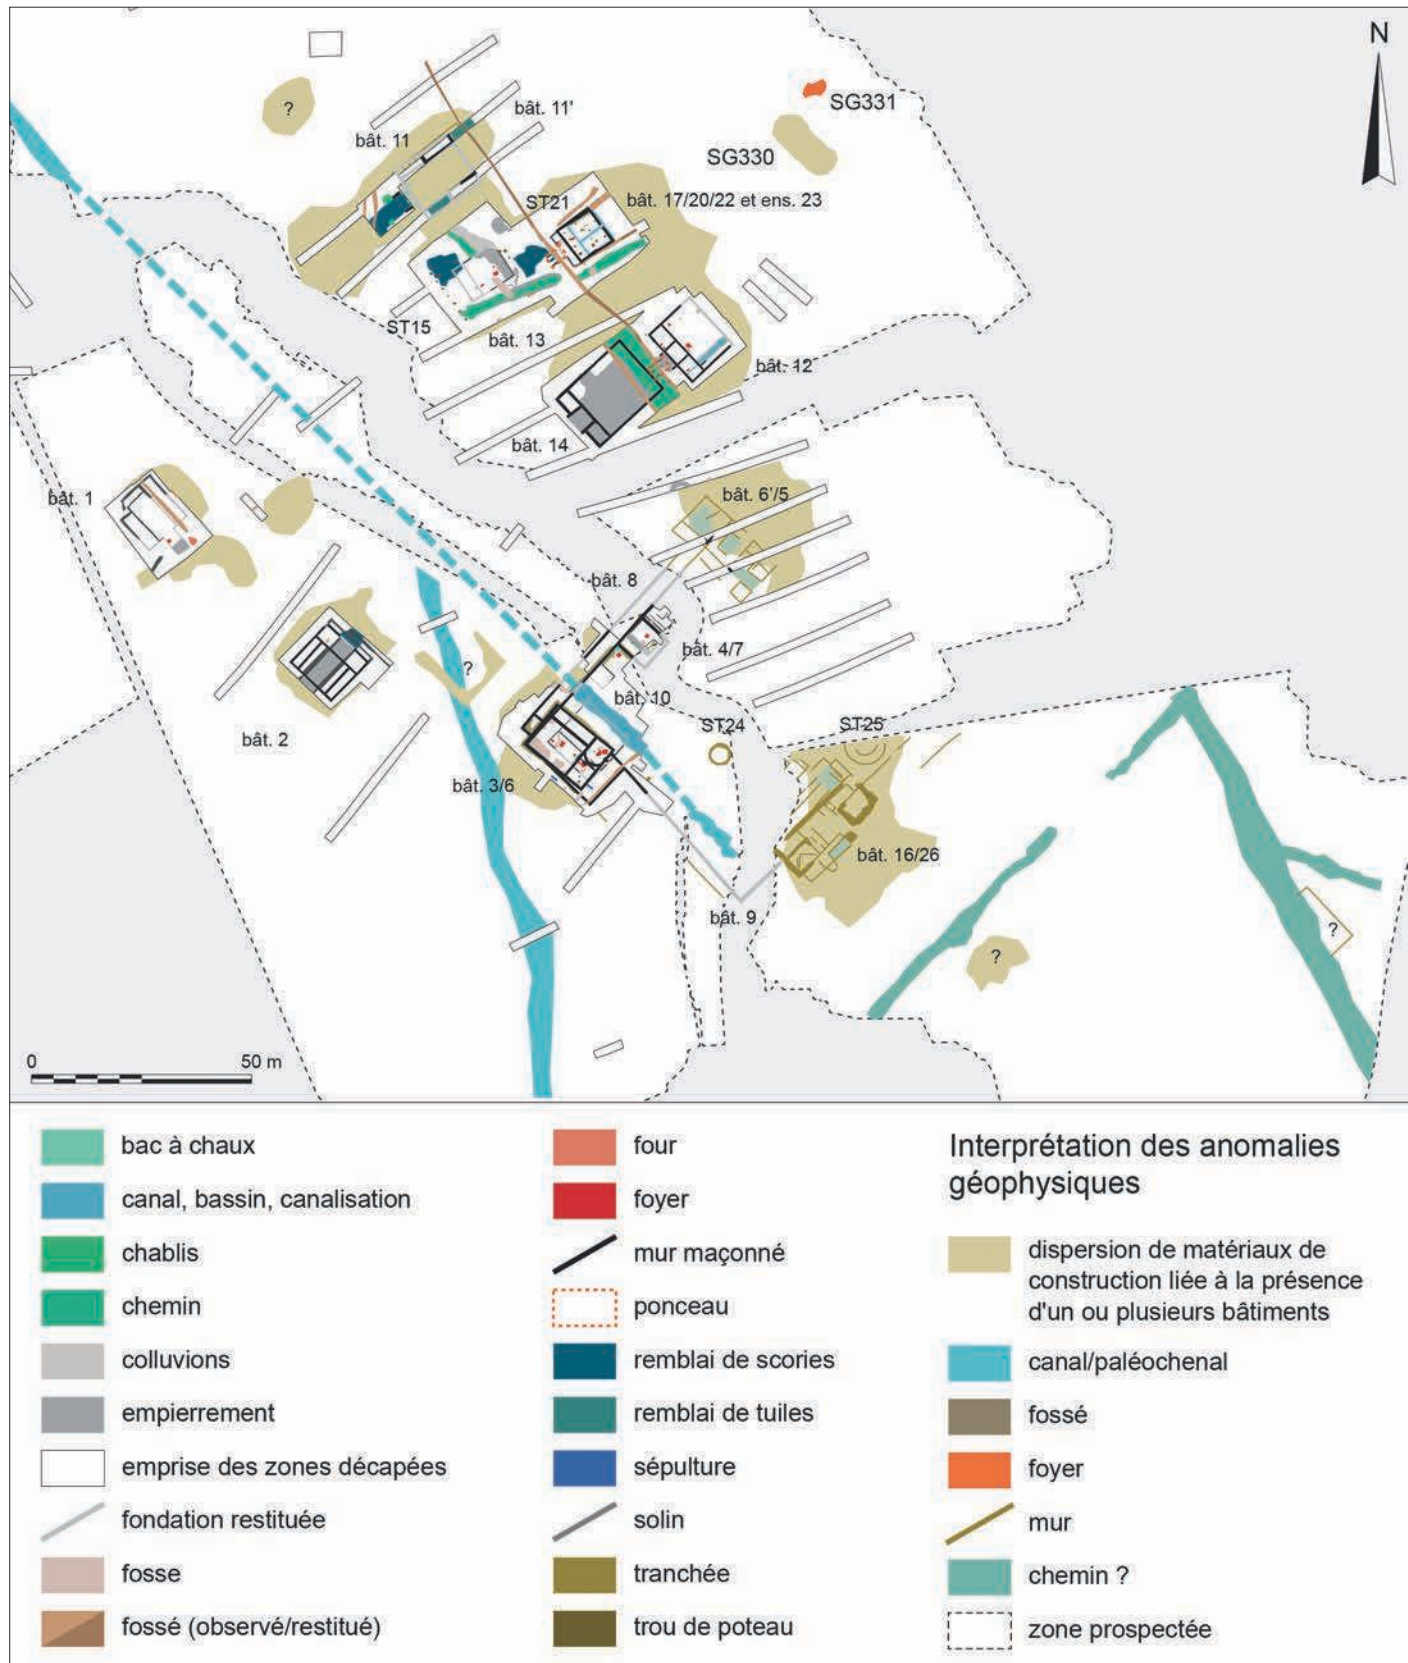 N
?
bât. 11'
SG331
bât. 11
SG330
ST21
bât. 17/20/22 et ens. 23
ST15
bât. 13
bât. 12
bât. 14
bât. 1
bât. 6'/5
bât. 8
bât. 4/7
?
bât. 10
bât. 2
ST24
ST25
bât. 3/6
bât. 16/26
bât. 9
?
?
0
50 m
bac à chaux
canal, bassin, canalisation
chablis
chemin
colluvions
empierrement
emprise des zones décapées
fondation restituée
fosse
fossé (observé/restitué)
four
foyer
mur maçonné
ponceau
remblai de scories
remblai de tuiles
sépulture
solin
tranchée
trou de poteau
Interprétation des anomalies
géophysiques
dispersion de matériaux de
construction liée à la présence
d'un ou plusieurs bâtiments
canal/paléochenal
fossé
foyer
mur
chemin ?
zone prospectée